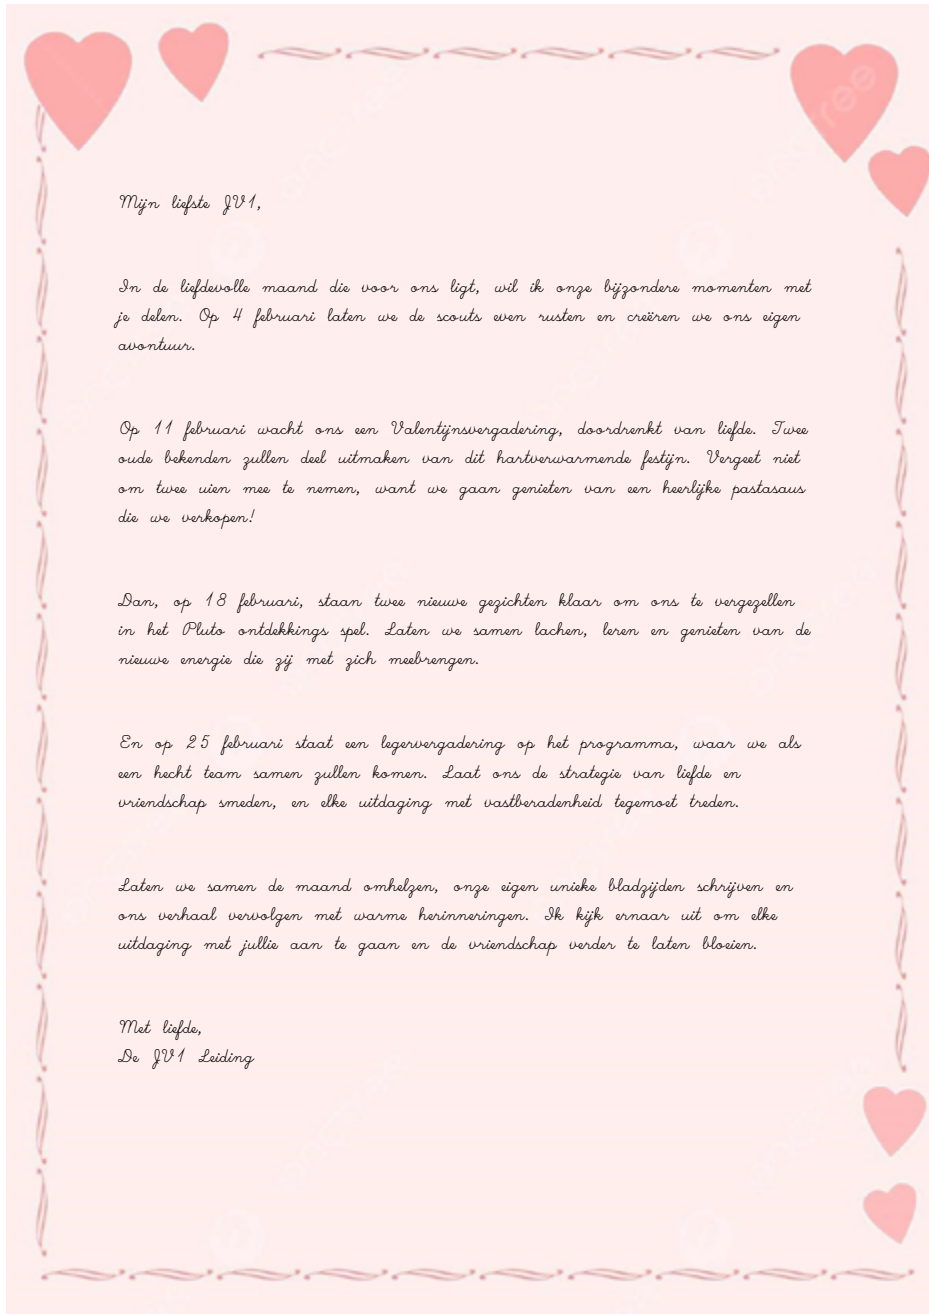 Mijn liefste JV1,
In de liefdevolle maand die voor ons ligt, wil ik onze bijzondere momenten met
je delen. Op 4 februari laten we de scouts even rusten en creëren we ons eigen
avontuur.
Op 11 februari wacht ons een Valentijnsvergadering, doordrenkt van liefde. Twee
oude bekenden zullen deel uitmaken van dit hartverwarmende festijn. Vergeet niet
om twee uien mee te nemen, want we gaan genieten van een heerlijke pastasaus
die we verkopen!
Dan, op 18 februari, staan twee nieuwe gezichten klaar om ons te vergezellen
in het Pluto ontdekkings spel. Laten we samen lachen, leren en genieten van de
nieuwe energie die zij met zich meebrengen.
En op 25 februari staat een legervergadering op het programma, waar we als
een hecht team samen zullen komen. Laat ons de strategie van liefde en
vriendschap smeden, en elke uitdaging met vastberadenheid tegemoet treden.
Laten we samen de maand omhelzen, onze eigen unieke bladzijden schrijven en
ons verhaal vervolgen met warme herinneringen. Ik kijk ernaar uit om elke
uitdaging met jullie aan te gaan en de vriendschap verder te laten bloeien.
Met liefde,
De JV1 Leiding